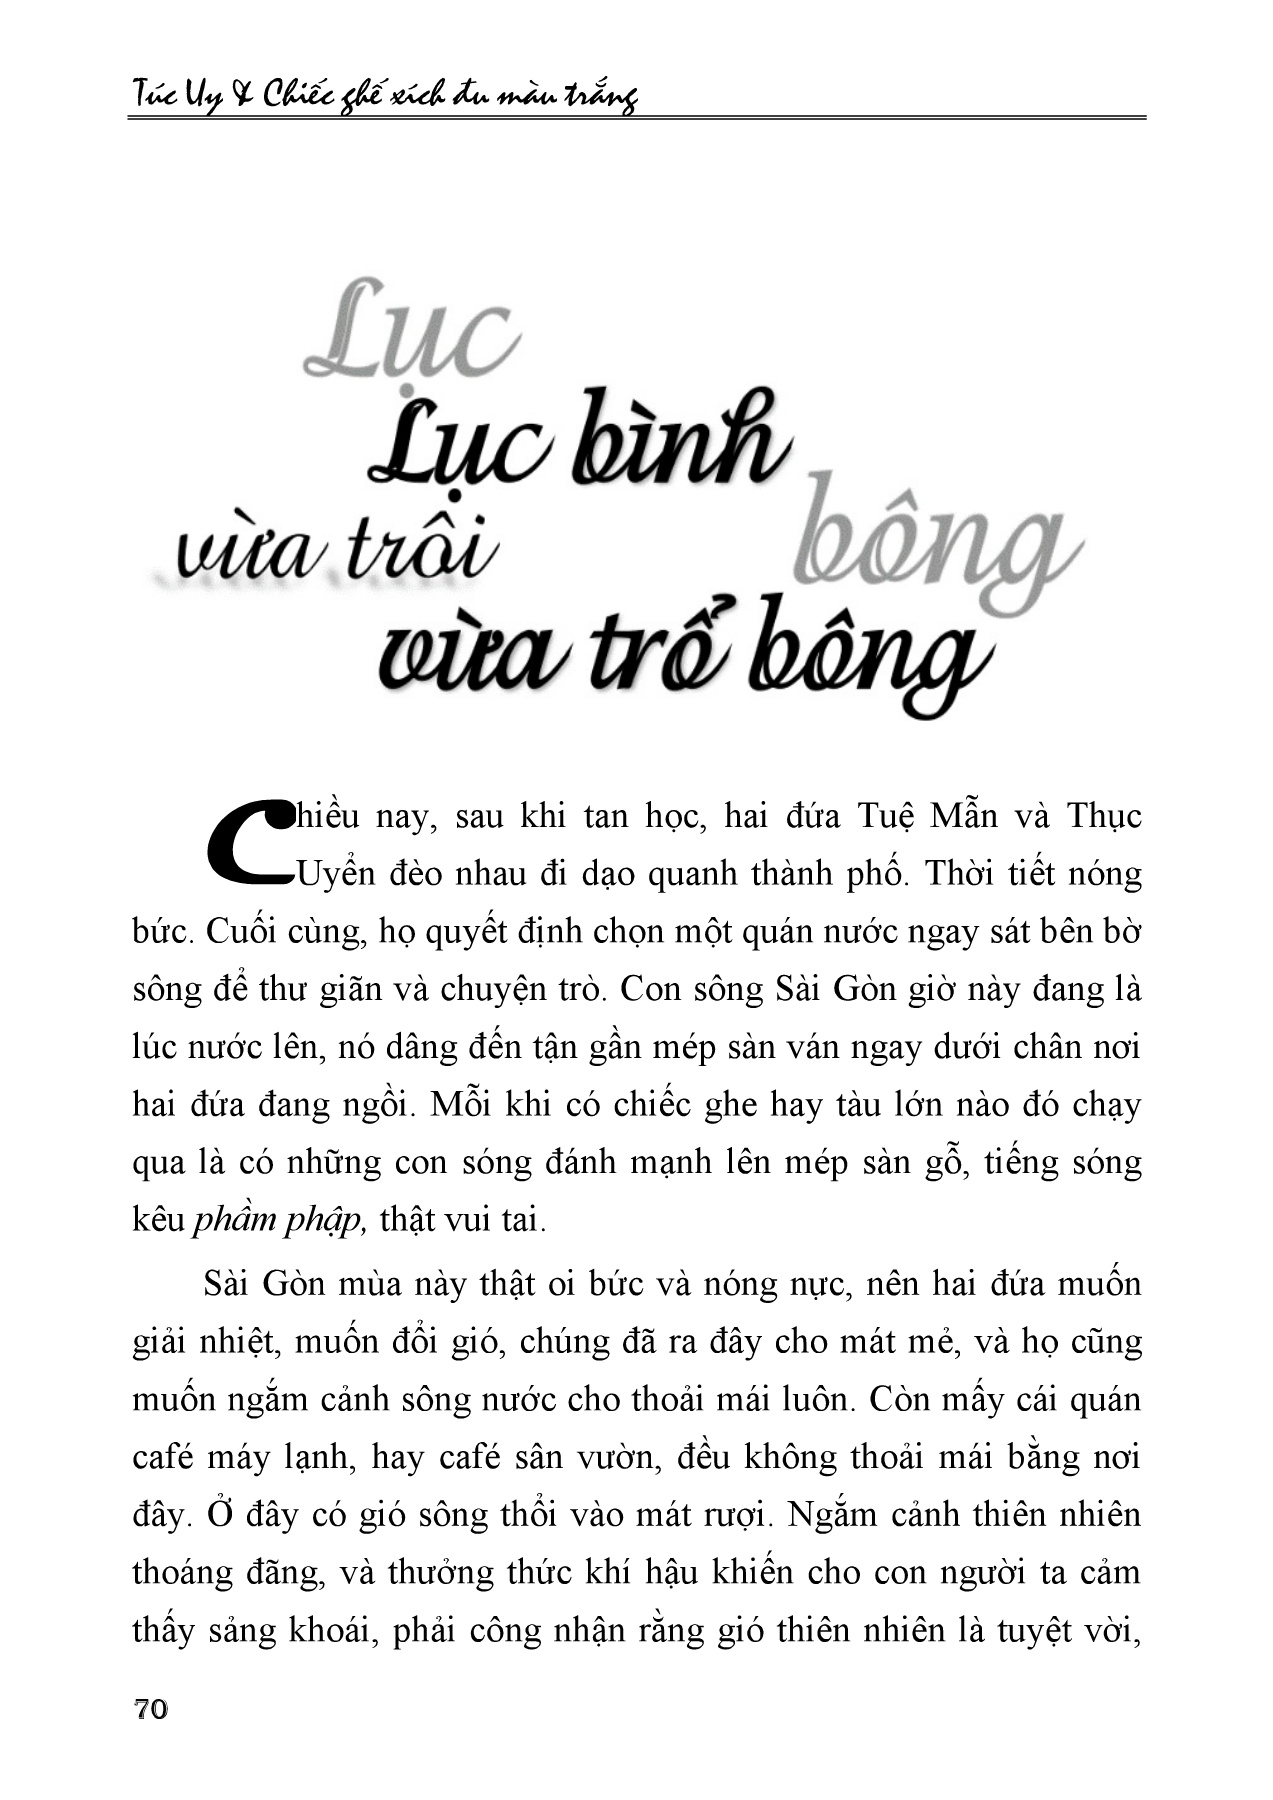 Túc Uy & Chiếc ghế xích đu màu trắng
Lục
Lục bình
bông
vừa trôi
vừa trổ bông
Chiều nay, sau khi tan học, hai đứa Tuệ Mẫn và Thục
Uyển đèo nhau đi dạo quanh thành phố. Thời tiết nóng
bức. Cuối cùng, họ quyết định chọn một quán nước ngay sát bên bờ
sông để thư giãn và chuyện trò. Con sông Sài Gòn giờ này đang là
lúc nước lên, nó dâng đến tận gần mép sàn ván ngay dưới chân nơi
hai đứa đang ngồi. Mỗi khi có chiếc ghe hay tàu lớn nào đó chạy
qua là có những con sóng đánh mạnh lên mép sàn gỗ, tiếng sóng
kêu phầm phập, thật vui tai.
Sài Gòn mùa này thật oi bức và nóng nực, nên hai đứa muốn
giải nhiệt, muốn đổi gió, chúng đã ra đây cho mát mẻ, và họ cũng
muốn ngắm cảnh sông nước cho thoải mái luôn. Còn mấy cái quán
café máy lạnh, hay café sân vườn, đều không thoải mái bằng nơi
đây. Ở đây có gió sông thổi vào mát rượi. Ngắm cảnh thiên nhiên
thoáng đãng, và thưởng thức khí hậu khiến cho con người ta cảm
thấy sảng khoái, phải công nhận rằng gió thiên nhiên là tuyệt vời,
70